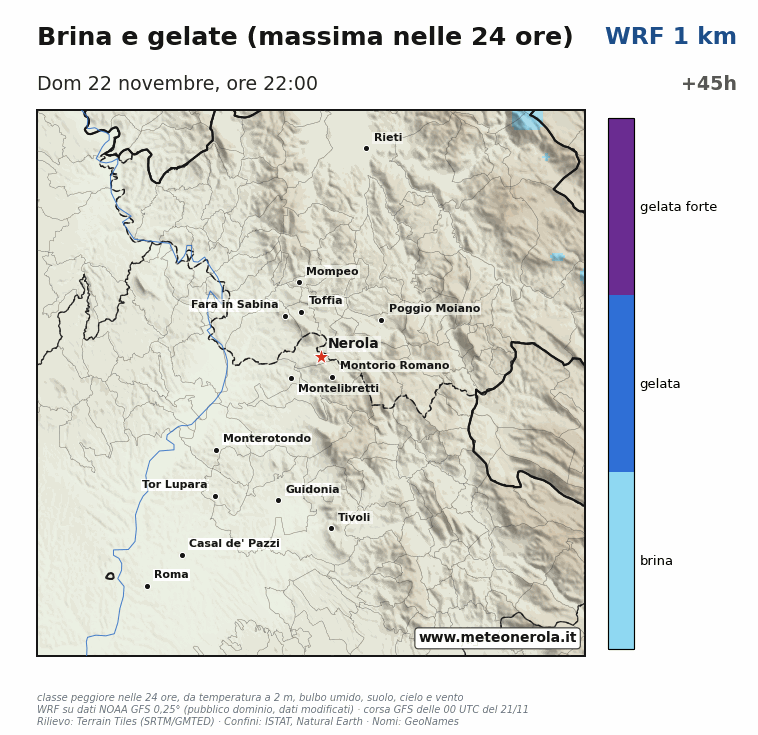 Brina e gelate (massima nelle 24 ore) WRF 1 km
Dom 22 novembre, ore 22:00 +45h
Rieti
gelata forte
Mompeo
Toffia
Fara in Sabina
Poggio Moiano
Nerola
Montorio Romano
Montelibretti
gelata
Monterotondo
Tor Lupara
Guidonia
Tivoli
Casal de' Pazzi
brina
Roma
www.meteonerola.it
classe peggiore nelle 24 ore, da temperatura a 2 m, bulbo umido, suolo, cielo e vento
WRF su dati NOAA GFS 0,25° (pubblico dominio, dati modificati) · corsa GFS delle 00 UTC del 21/11
Rilievo: Terrain Tiles (SRTM/GMTED) · Confini: ISTAT, Natural Earth · Nomi: GeoNames